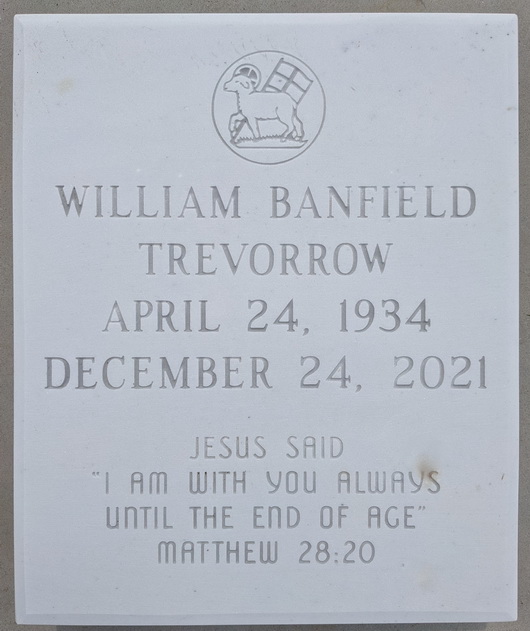 WILLIAM BANFIELD
TREVORROW
APRIL 24, 1934
DECEMBER 24, 2021
JESUS SAID
"I AM WITH YOU ALWAYS
UNTIL THE END OF AGE"
MATTHEW 28:20